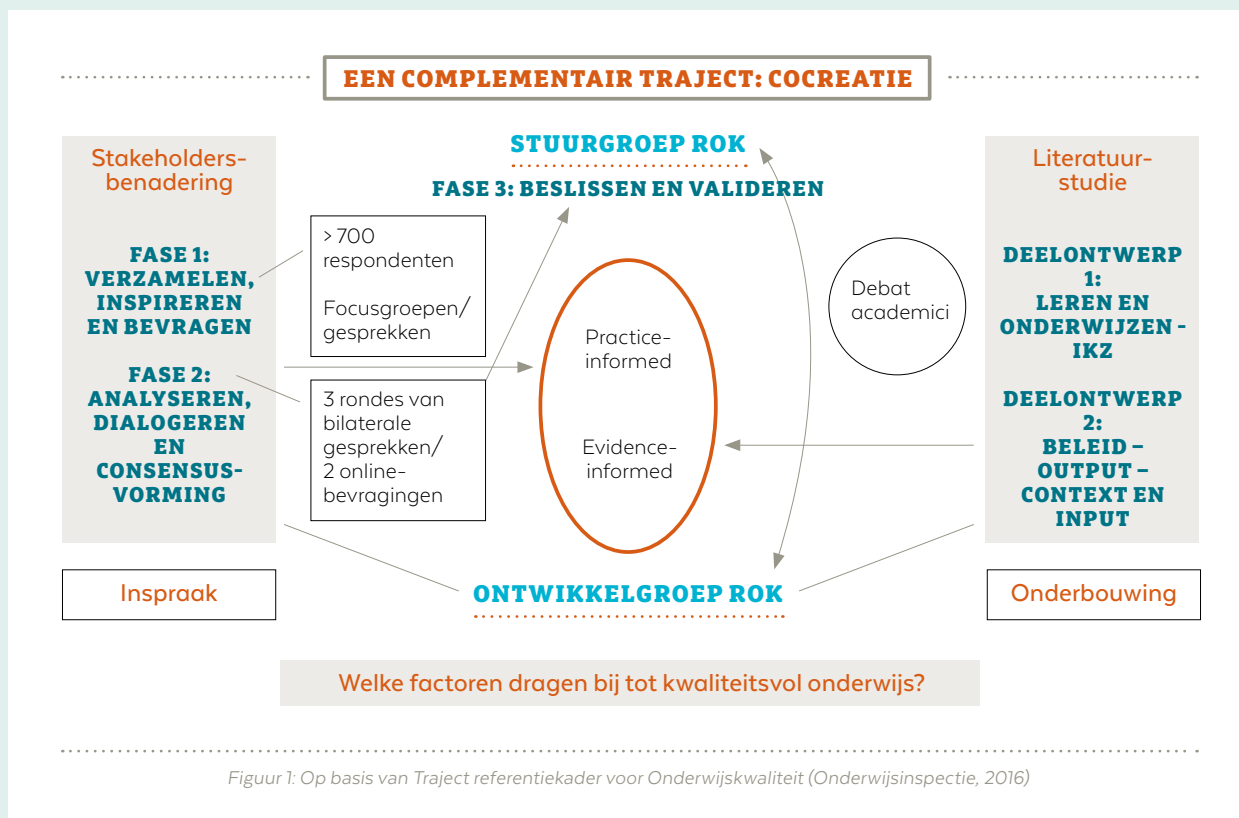 EEN COMPLEMENTAIR TRAJECT: COCREATIE
Stakeholders-
benadering
FASE 1:
VERZAMELEN,
INSPIREREN
EN BEVRAGEN
FASE 2:
ANALYSEREN,
DIALOGEREN
EN
CONSENSUS-
VORMING
Inspraak
> 700
respondenten
Focusgroepen/
gesprekken
3 rondes van
bilaterale
gesprekken/
2 online-
bevragingen
STUURGROEP ROK
FASE 3: BESLISSEN EN VALIDEREN
Practice-
informed
Evidence-
informed
ONTWIKKELGROEP ROK
Debat
academici
Literatuur-
studie
DEELONTWERP
1:
LEREN EN
ONDERWIJZEN -
IKZ
DEELONTWERP
2:
BELEID –
OUTPUT –
CONTEXT EN
INPUT
Onderbouwing
Welke factoren dragen bij tot kwaliteitsvol onderwijs?
Figuur 1: Op basis van Traject referentiekader voor Onderwijskwaliteit (Onderwijsinspectie, 2016)